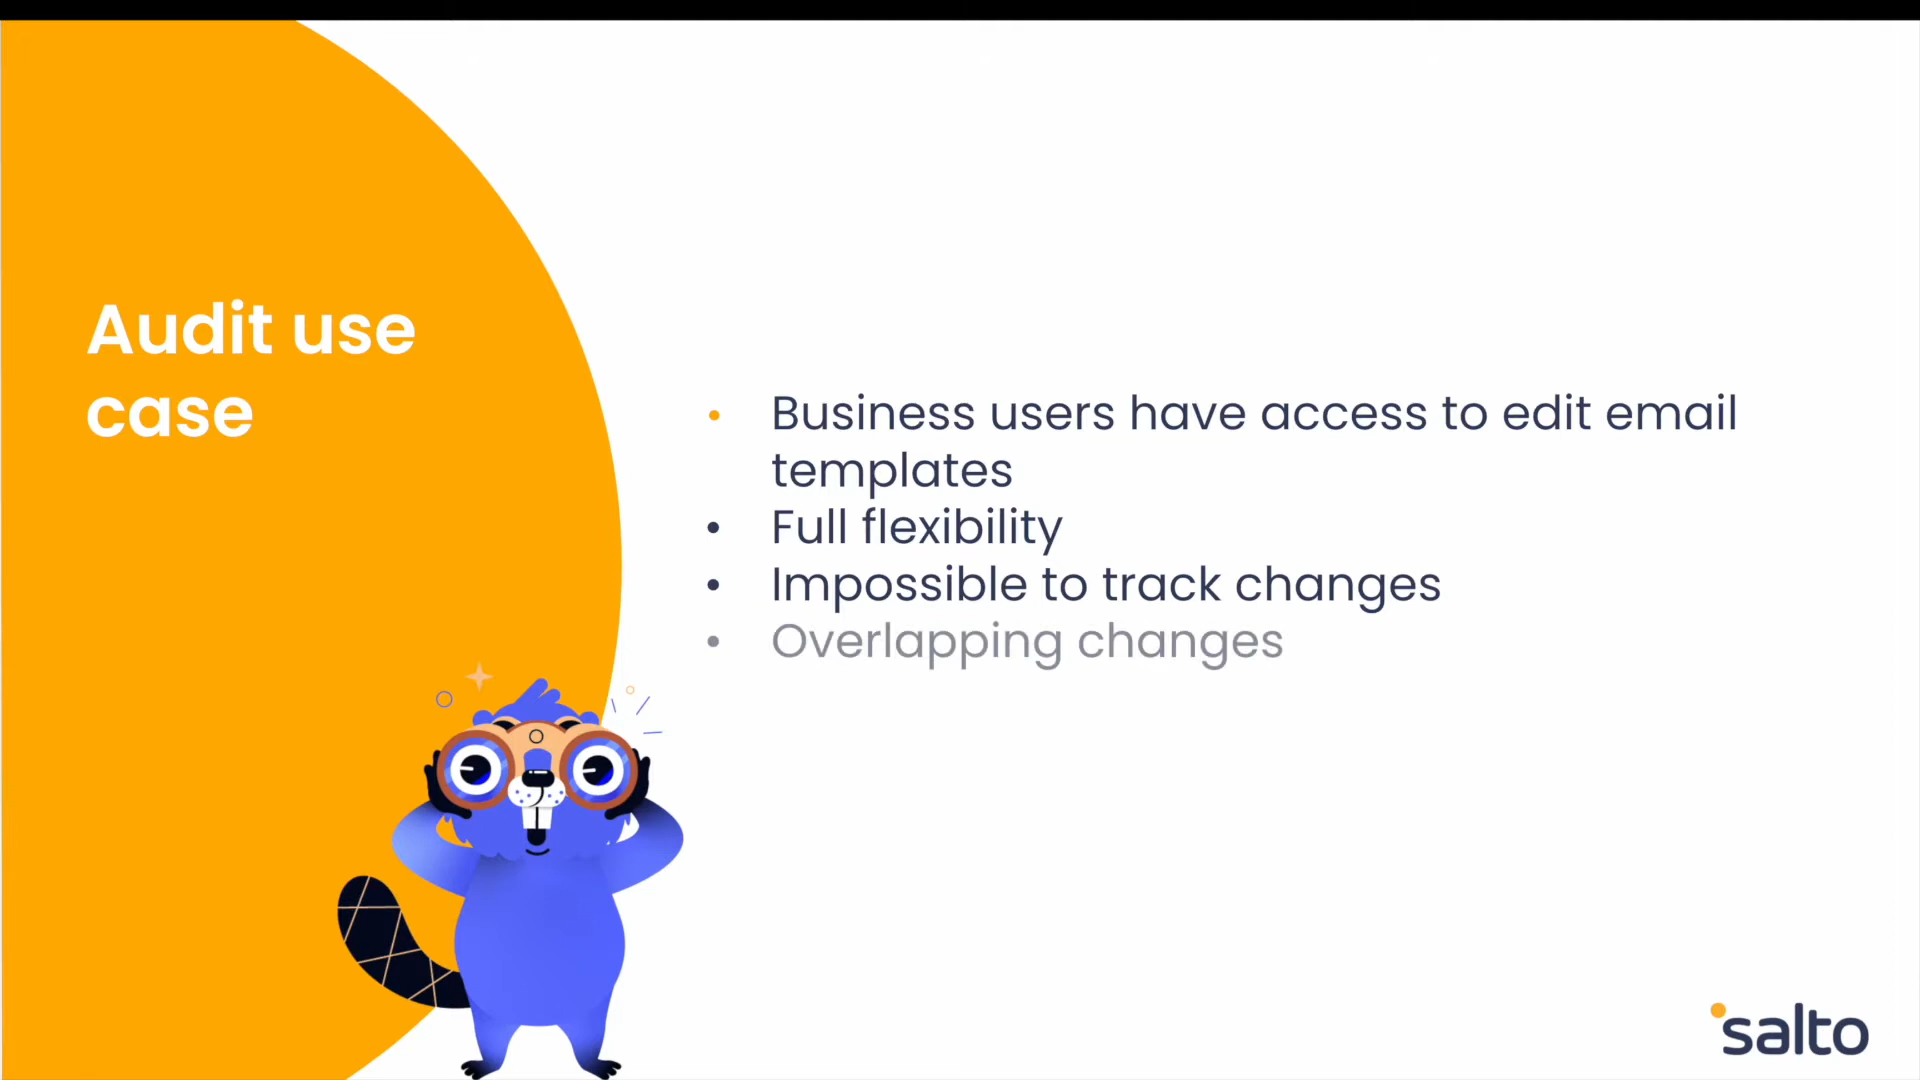 Audit use
case
• Business users have access to edit email
templates
• Full flexibility
• Impossible to track changes
• Overlapping changes
salto